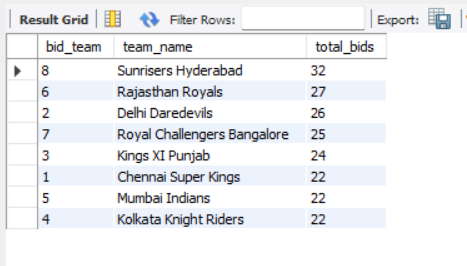 Result Grid Filter Rows: Export:
bid_team team_name total_bids
8 Sunrisers Hyderabad 32
6 Rajasthan Royals 27
2 Delhi Daredevils 26
7 Royal Challengers Bangalore 25
3 Kings XI Punjab 24
1 Chennai Super Kings 22
5 Mumbai Indians 22
4 Kolkata Knight Riders 22